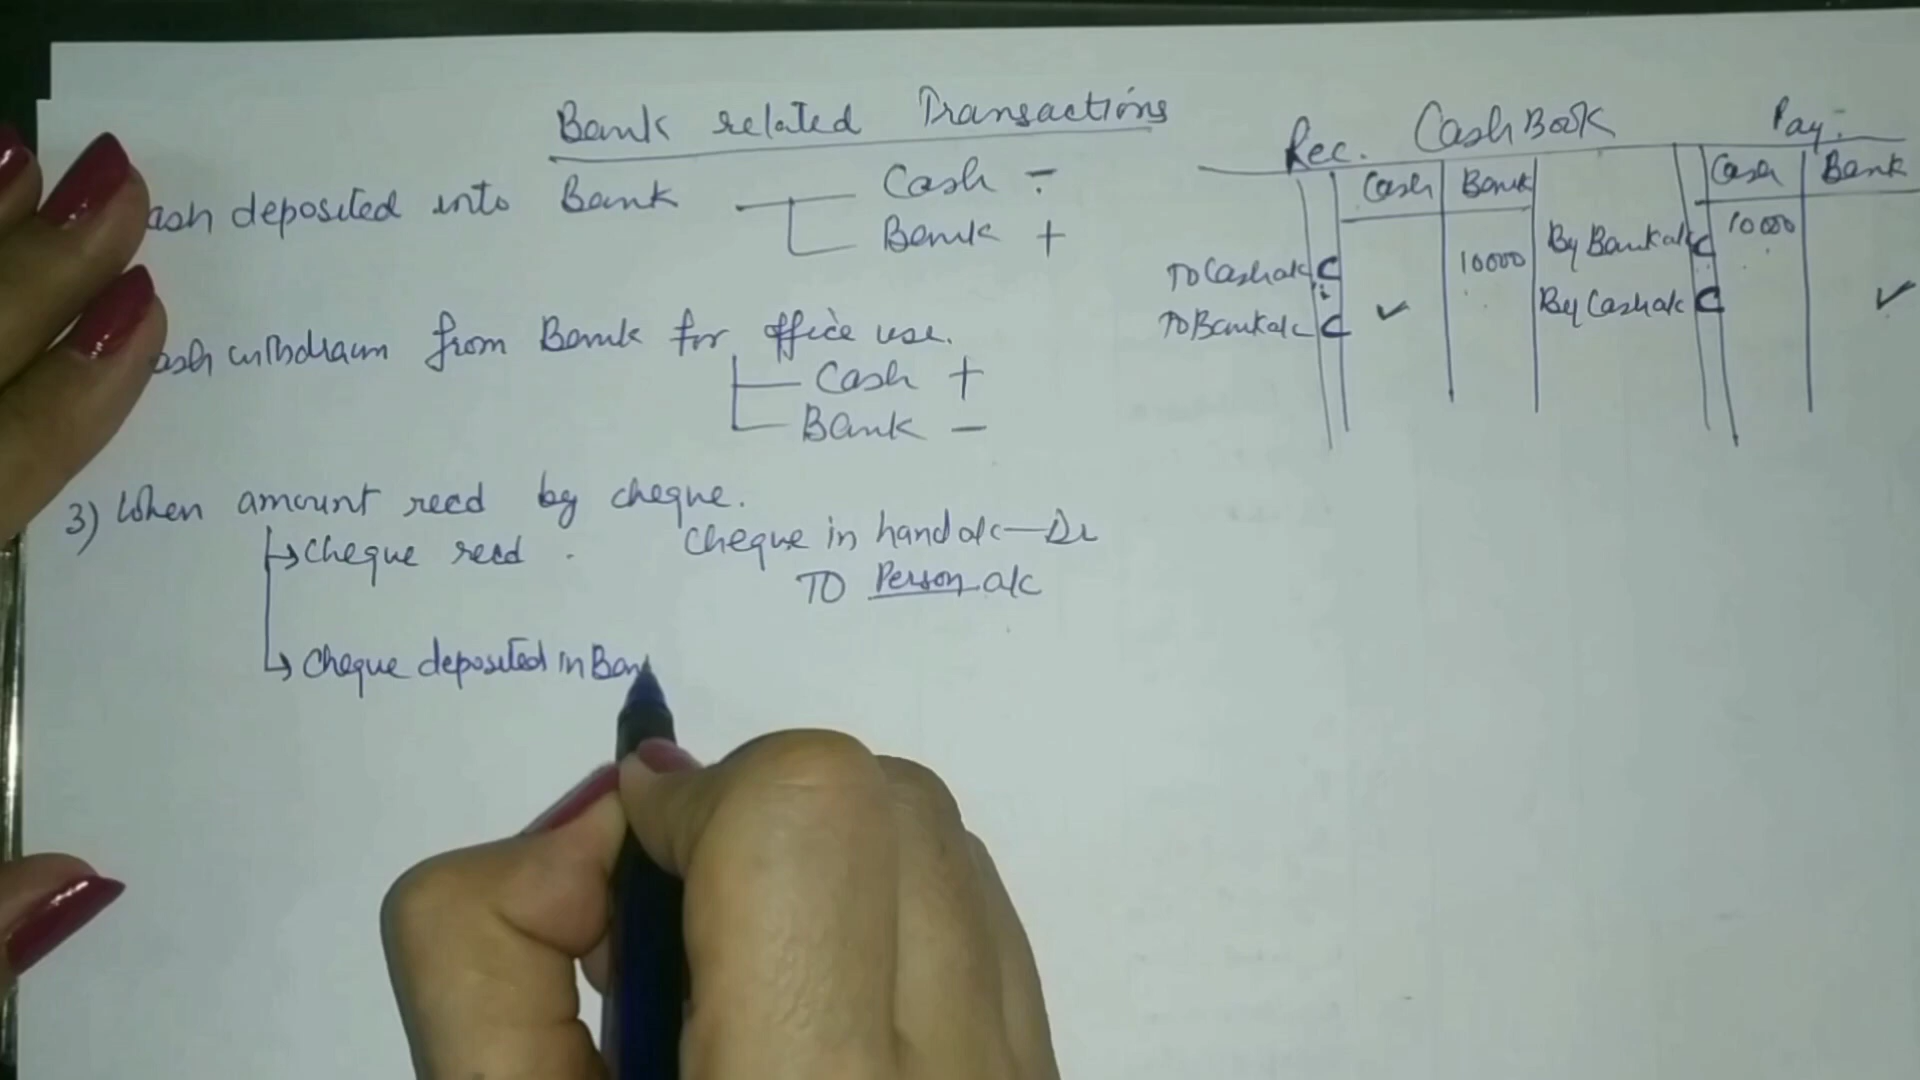 Bank related Transactions
ash deposited into Bank
Cash -
Bank +
ash withdrawn from Bank for office use.
Cash +
Bank -
3) When amount recd by cheque.
cheque recd .
Cheque in hand a/c - Dr
TO Person a/c
Cheque deposited in Ban
Rec. Cash Book Pay.
Cash Bank Cash Bank
By Bank a/c C 10000
To Cash a/c C 10000
By Cash a/c C ✓
To Bank a/c C ✓